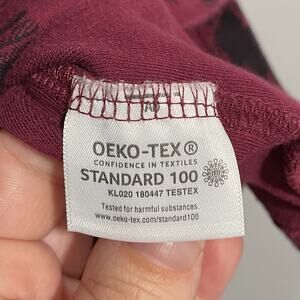 OEKO-TEX®
CONFIDENCE IN TEXTILES
STANDARD 100
KL020 180447 TESTEX
Tested for harmful substances.
www.oeko-tex.com/standard100